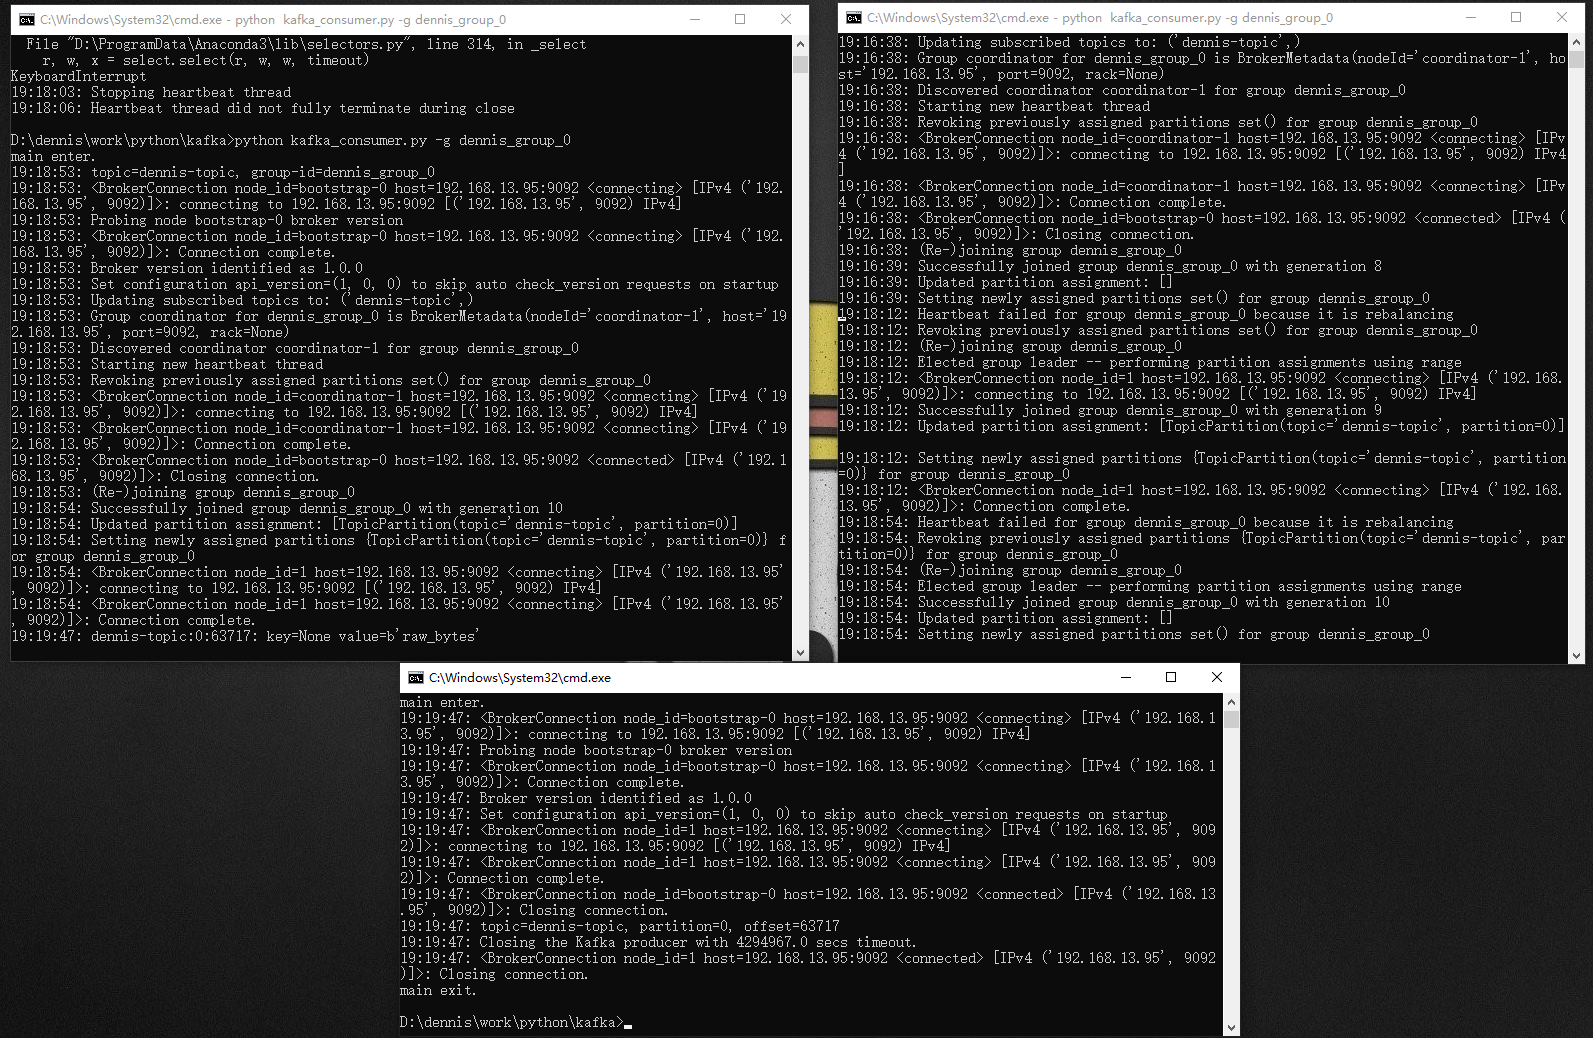 C:\Windows\System32\cmd.exe - python  kafka_consumer.py -g dennis_group_0
  File "D:\ProgramData\Anaconda3\lib\selectors.py", line 314, in _select
    r, w, x = select.select(r, w, w, timeout)
KeyboardInterrupt
19:18:03: Stopping heartbeat thread
19:18:06: Heartbeat thread did not fully terminate during close
D:\dennis\work\python\kafka>python kafka_consumer.py -g dennis_group_0
main enter.
19:18:53: topic=dennis-topic, group-id=dennis_group_0
19:18:53: <BrokerConnection node_id=bootstrap-0 host=192.168.13.95:9092 <connecting> [IPv4 ('192.
168.13.95', 9092)]>: connecting to 192.168.13.95:9092 [('192.168.13.95', 9092) IPv4]
19:18:53: Probing node bootstrap-0 broker version
19:18:53: <BrokerConnection node_id=bootstrap-0 host=192.168.13.95:9092 <connecting> [IPv4 ('192.
168.13.95', 9092)]>: Connection complete.
19:18:53: Broker version identified as 1.0.0
19:18:53: Set configuration api_version=(1, 0, 0) to skip auto check_version requests on startup
19:18:53: Updating subscribed topics to: ('dennis-topic',)
19:18:53: Group coordinator for dennis_group_0 is BrokerMetadata(nodeId='coordinator-1', host='19
2.168.13.95', port=9092, rack=None)
19:18:53: Discovered coordinator coordinator-1 for group dennis_group_0
19:18:53: Starting new heartbeat thread
19:18:53: Revoking previously assigned partitions set() for group dennis_group_0
19:18:53: <BrokerConnection node_id=coordinator-1 host=192.168.13.95:9092 <connecting> [IPv4 ('19
2.168.13.95', 9092)]>: connecting to 192.168.13.95:9092 [('192.168.13.95', 9092) IPv4]
19:18:53: <BrokerConnection node_id=coordinator-1 host=192.168.13.95:9092 <connecting> [IPv4 ('19
2.168.13.95', 9092)]>: Connection complete.
19:18:53: <BrokerConnection node_id=bootstrap-0 host=192.168.13.95:9092 <connected> [IPv4 ('192.1
68.13.95', 9092)]>: Closing connection.
19:18:53: (Re-)joining group dennis_group_0
19:18:54: Successfully joined group dennis_group_0 with generation 10
19:18:54: Updated partition assignment: [TopicPartition(topic='dennis-topic', partition=0)]
19:18:54: Setting newly assigned partitions {TopicPartition(topic='dennis-topic', partition=0)} f
or group dennis_group_0
19:18:54: <BrokerConnection node_id=1 host=192.168.13.95:9092 <connecting> [IPv4 ('192.168.13.95'
, 9092)]>: connecting to 192.168.13.95:9092 [('192.168.13.95', 9092) IPv4]
19:18:54: <BrokerConnection node_id=1 host=192.168.13.95:9092 <connecting> [IPv4 ('192.168.13.95'
, 9092)]>: Connection complete.
19:19:47: dennis-topic:0:63717: key=None value=b'raw_bytes'
C:\Windows\System32\cmd.exe - python  kafka_consumer.py -g dennis_group_0
19:16:38: Updating subscribed topics to: ('dennis-topic',)
19:16:38: Group coordinator for dennis_group_0 is BrokerMetadata(nodeId='coordinator-1', ho
st='192.168.13.95', port=9092, rack=None)
19:16:38: Discovered coordinator coordinator-1 for group dennis_group_0
19:16:38: Starting new heartbeat thread
19:16:38: Revoking previously assigned partitions set() for group dennis_group_0
19:16:38: <BrokerConnection node_id=coordinator-1 host=192.168.13.95:9092 <connecting> [IPv
4 ('192.168.13.95', 9092)]>: connecting to 192.168.13.95:9092 [('192.168.13.95', 9092) IPv4
]
19:16:38: <BrokerConnection node_id=coordinator-1 host=192.168.13.95:9092 <connecting> [IPv
4 ('192.168.13.95', 9092)]>: Connection complete.
19:16:38: <BrokerConnection node_id=bootstrap-0 host=192.168.13.95:9092 <connected> [IPv4 (
'192.168.13.95', 9092)]>: Closing connection.
19:16:38: (Re-)joining group dennis_group_0
19:16:39: Successfully joined group dennis_group_0 with generation 8
19:16:39: Updated partition assignment: []
19:16:39: Setting newly assigned partitions set() for group dennis_group_0
19:18:12: Heartbeat failed for group dennis_group_0 because it is rebalancing
19:18:12: Revoking previously assigned partitions set() for group dennis_group_0
19:18:12: (Re-)joining group dennis_group_0
19:18:12: Elected group leader -- performing partition assignments using range
19:18:12: <BrokerConnection node_id=1 host=192.168.13.95:9092 <connecting> [IPv4 ('192.168.
13.95', 9092)]>: connecting to 192.168.13.95:9092 [('192.168.13.95', 9092) IPv4]
19:18:12: Successfully joined group dennis_group_0 with generation 9
19:18:12: Updated partition assignment: [TopicPartition(topic='dennis-topic', partition=0)]
19:18:12: Setting newly assigned partitions {TopicPartition(topic='dennis-topic', partition
=0)} for group dennis_group_0
19:18:12: <BrokerConnection node_id=1 host=192.168.13.95:9092 <connecting> [IPv4 ('192.168.
13.95', 9092)]>: Connection complete.
19:18:54: Heartbeat failed for group dennis_group_0 because it is rebalancing
19:18:54: Revoking previously assigned partitions {TopicPartition(topic='dennis-topic', par
tition=0)} for group dennis_group_0
19:18:54: (Re-)joining group dennis_group_0
19:18:54: Elected group leader -- performing partition assignments using range
19:18:54: Successfully joined group dennis_group_0 with generation 10
19:18:54: Updated partition assignment: []
19:18:54: Setting newly assigned partitions set() for group dennis_group_0
C:\Windows\System32\cmd.exe
main enter.
19:19:47: <BrokerConnection node_id=bootstrap-0 host=192.168.13.95:9092 <connecting> [IPv4 ('192.168.1
3.95', 9092)]>: connecting to 192.168.13.95:9092 [('192.168.13.95', 9092) IPv4]
19:19:47: Probing node bootstrap-0 broker version
19:19:47: <BrokerConnection node_id=bootstrap-0 host=192.168.13.95:9092 <connecting> [IPv4 ('192.168.1
3.95', 9092)]>: Connection complete.
19:19:47: Broker version identified as 1.0.0
19:19:47: Set configuration api_version=(1, 0, 0) to skip auto check_version requests on startup
19:19:47: <BrokerConnection node_id=1 host=192.168.13.95:9092 <connecting> [IPv4 ('192.168.13.95', 909
2)]>: connecting to 192.168.13.95:9092 [('192.168.13.95', 9092) IPv4]
19:19:47: <BrokerConnection node_id=1 host=192.168.13.95:9092 <connecting> [IPv4 ('192.168.13.95', 909
2)]>: Connection complete.
19:19:47: <BrokerConnection node_id=bootstrap-0 host=192.168.13.95:9092 <connected> [IPv4 ('192.168.13
.95', 9092)]>: Closing connection.
19:19:47: topic=dennis-topic, partition=0, offset=63717
19:19:47: Closing the Kafka producer with 4294967.0 secs timeout.
19:19:47: <BrokerConnection node_id=1 host=192.168.13.95:9092 <connected> [IPv4 ('192.168.13.95', 9092
)]>: Closing connection.
main exit.
D:\dennis\work\python\kafka>